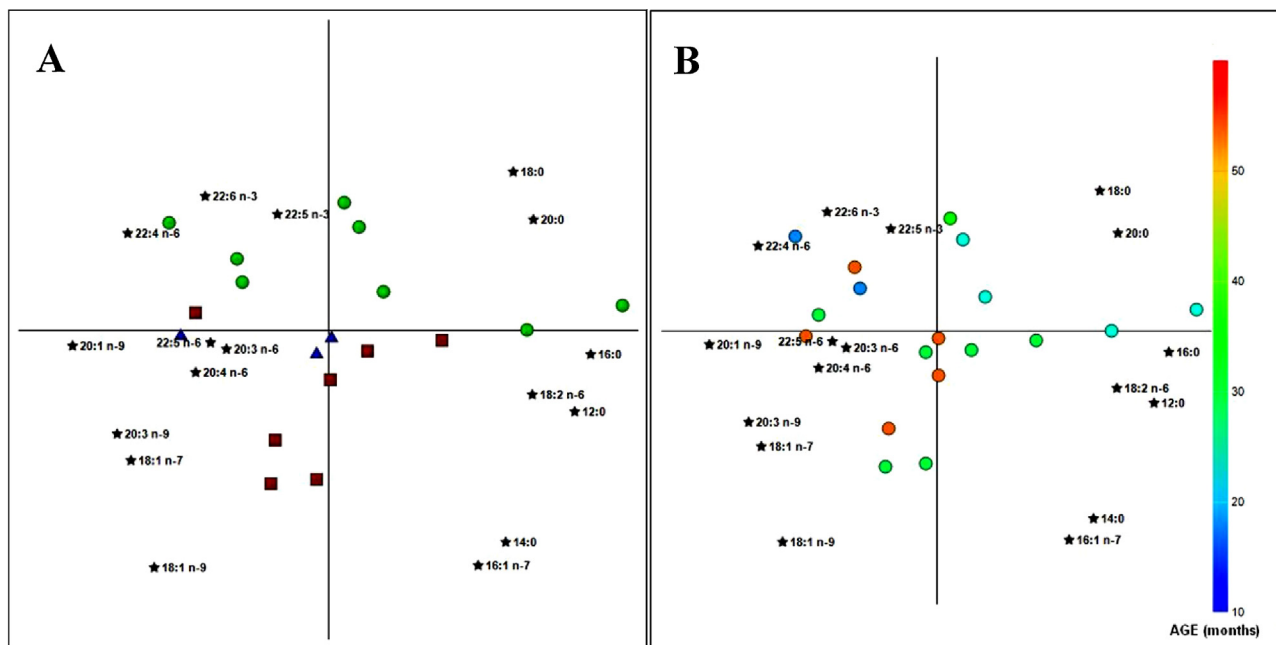 A
18:0
22:6 n-3
22:5 n-3
20:0
22:4 n-6
20:1 n-9
22:5 n-6
20:3 n-6
16:0
20:4 n-6
18:2 n-6
12:0
20:3 n-9
18:1 n-7
14:0
16:1 n-7
18:1 n-9
B
18:0
22:6 n-3
22:5 n-3
20:0
22:4 n-6
20:1 n-9
22:5 n-6
20:3 n-6
16:0
20:4 n-6
18:2 n-6
12:0
20:3 n-9
18:1 n-7
14:0
16:1 n-7
18:1 n-9
50
40
30
20
10
AGE (months)